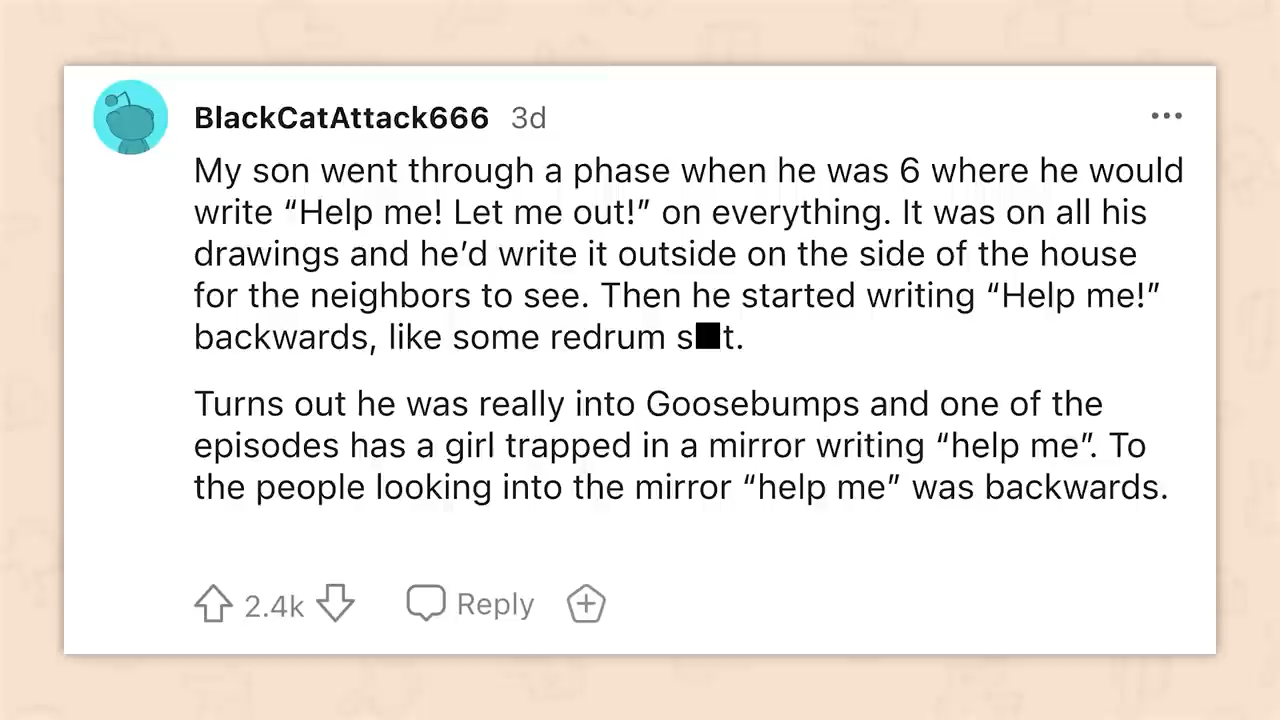 BlackCatAttack666 3d
My son went through a phase when he was 6 where he would
write “Help me! Let me out!” on everything. It was on all his
drawings and he’d write it outside on the side of the house
for the neighbors to see. Then he started writing “Help me!”
backwards, like some redrum s■t.
Turns out he was really into Goosebumps and one of the
episodes has a girl trapped in a mirror writing “help me”. To
the people looking into the mirror “help me” was backwards.
2.4k Reply